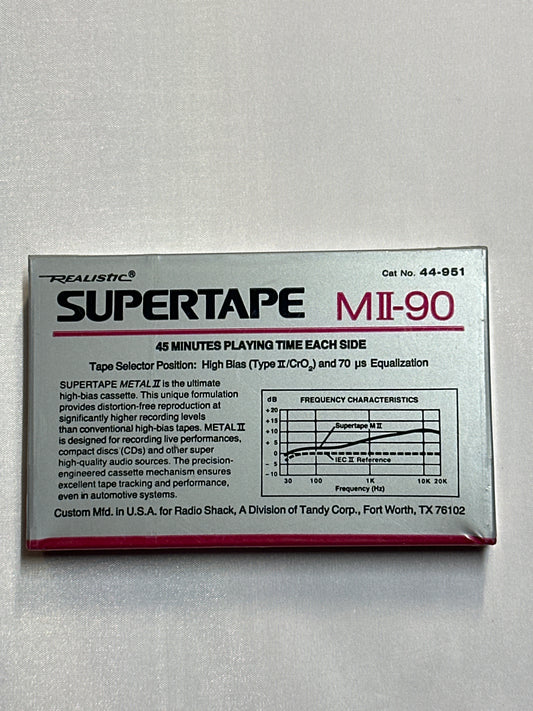 REALISTIC®
Cat No. 44-951
SUPERTAPE MII-90
45 MINUTES PLAYING TIME EACH SIDE
Tape Selector Position: High Bias (Type II/CrO₂) and 70 µs Equalization
SUPERTAPE METAL II is the ultimate
high-bias cassette. This unique formulation
provides distortion-free reproduction at
significantly higher recording levels
than conventional high-bias tapes. METAL II
is designed for recording live performances,
compact discs (CDs) and other super
high-quality audio sources. The precision-
engineered cassette mechanism ensures
excellent tape tracking and performance,
even in automotive systems.
dB FREQUENCY CHARACTERISTICS
+20
+15
+10
+5
0
-5
-10
Supertape MII
IEC II Reference
30 100 1K 10K 20K
Frequency (Hz)
Custom Mfd. in U.S.A. for Radio Shack, A Division of Tandy Corp., Fort Worth, TX 76102